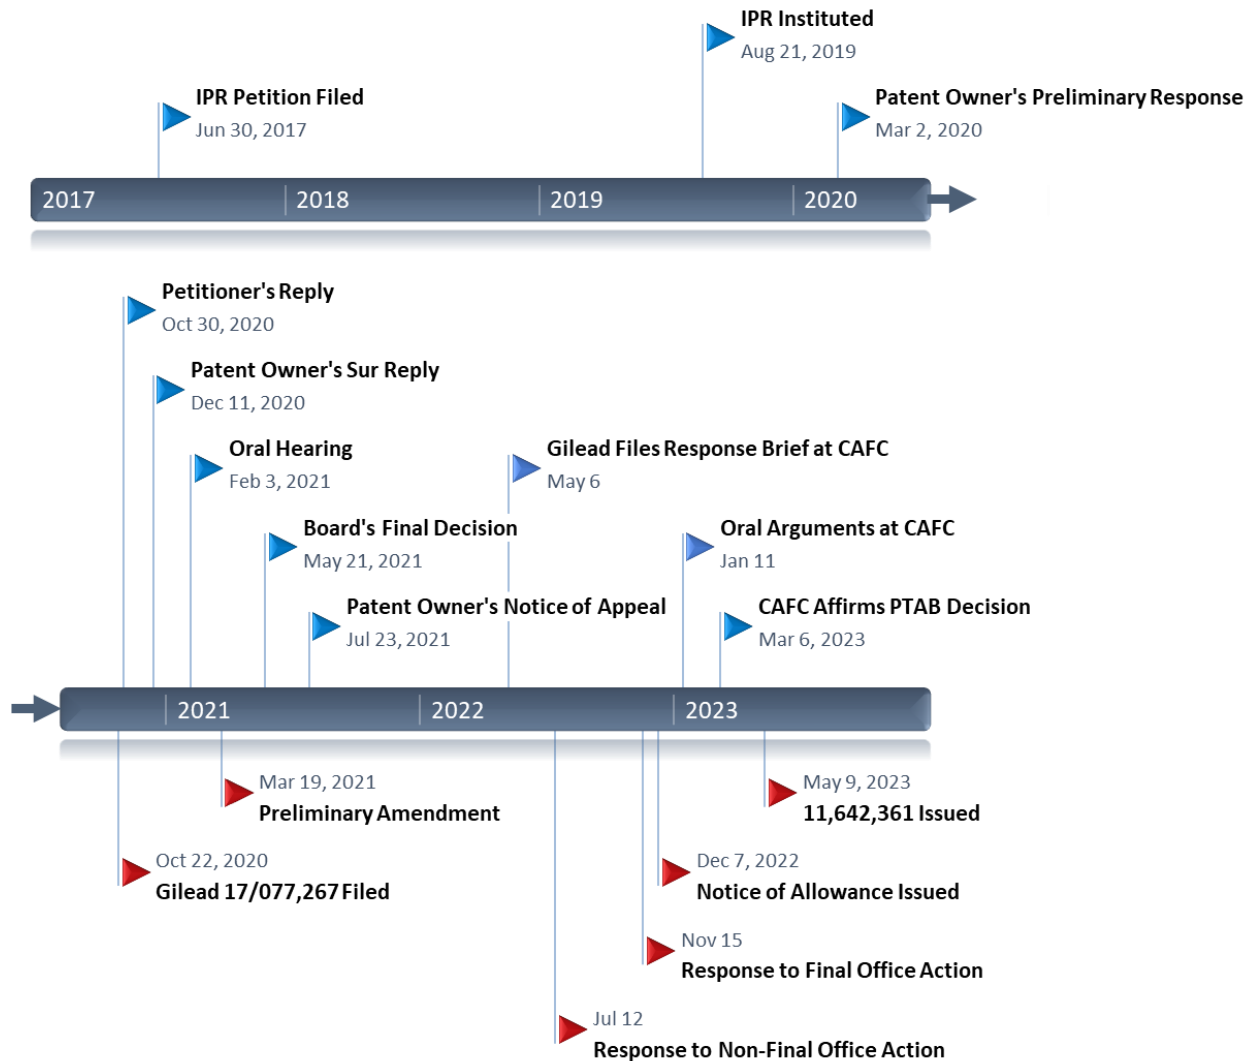 IPR Instituted
Aug 21, 2019
IPR Petition Filed
Jun 30, 2017
Patent Owner's Preliminary Response
Mar 2, 2020
2017
2018
2019
2020
Petitioner's Reply
Oct 30, 2020
Patent Owner's Sur Reply
Dec 11, 2020
Oral Hearing
Feb 3, 2021
Gilead Files Response Brief at CAFC
May 6
Board's Final Decision
May 21, 2021
Oral Arguments at CAFC
Jan 11
Patent Owner's Notice of Appeal
Jul 23, 2021
CAFC Affirms PTAB Decision
Mar 6, 2023
2021
2022
2023
Mar 19, 2021
Preliminary Amendment
May 9, 2023
11,642,361 Issued
Oct 22, 2020
Gilead 17/077,267 Filed
Dec 7, 2022
Notice of Allowance Issued
Nov 15
Response to Final Office Action
Jul 12
Response to Non-Final Office Action